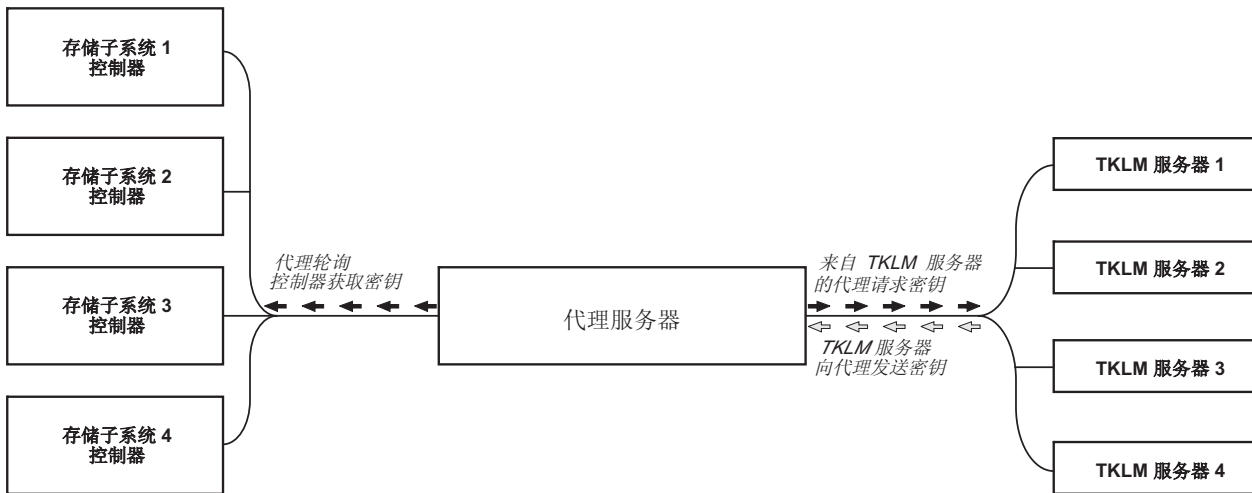 存储子系统 1
控制器
存储子系统 2
控制器
存储子系统 3
控制器
存储子系统 4
控制器
代理轮询
控制器获取密钥
代理服务器
来自 TKLM 服务器
的代理请求密钥
TKLM 服务器
向代理发送密钥
TKLM 服务器 1
TKLM 服务器 2
TKLM 服务器 3
TKLM 服务器 4